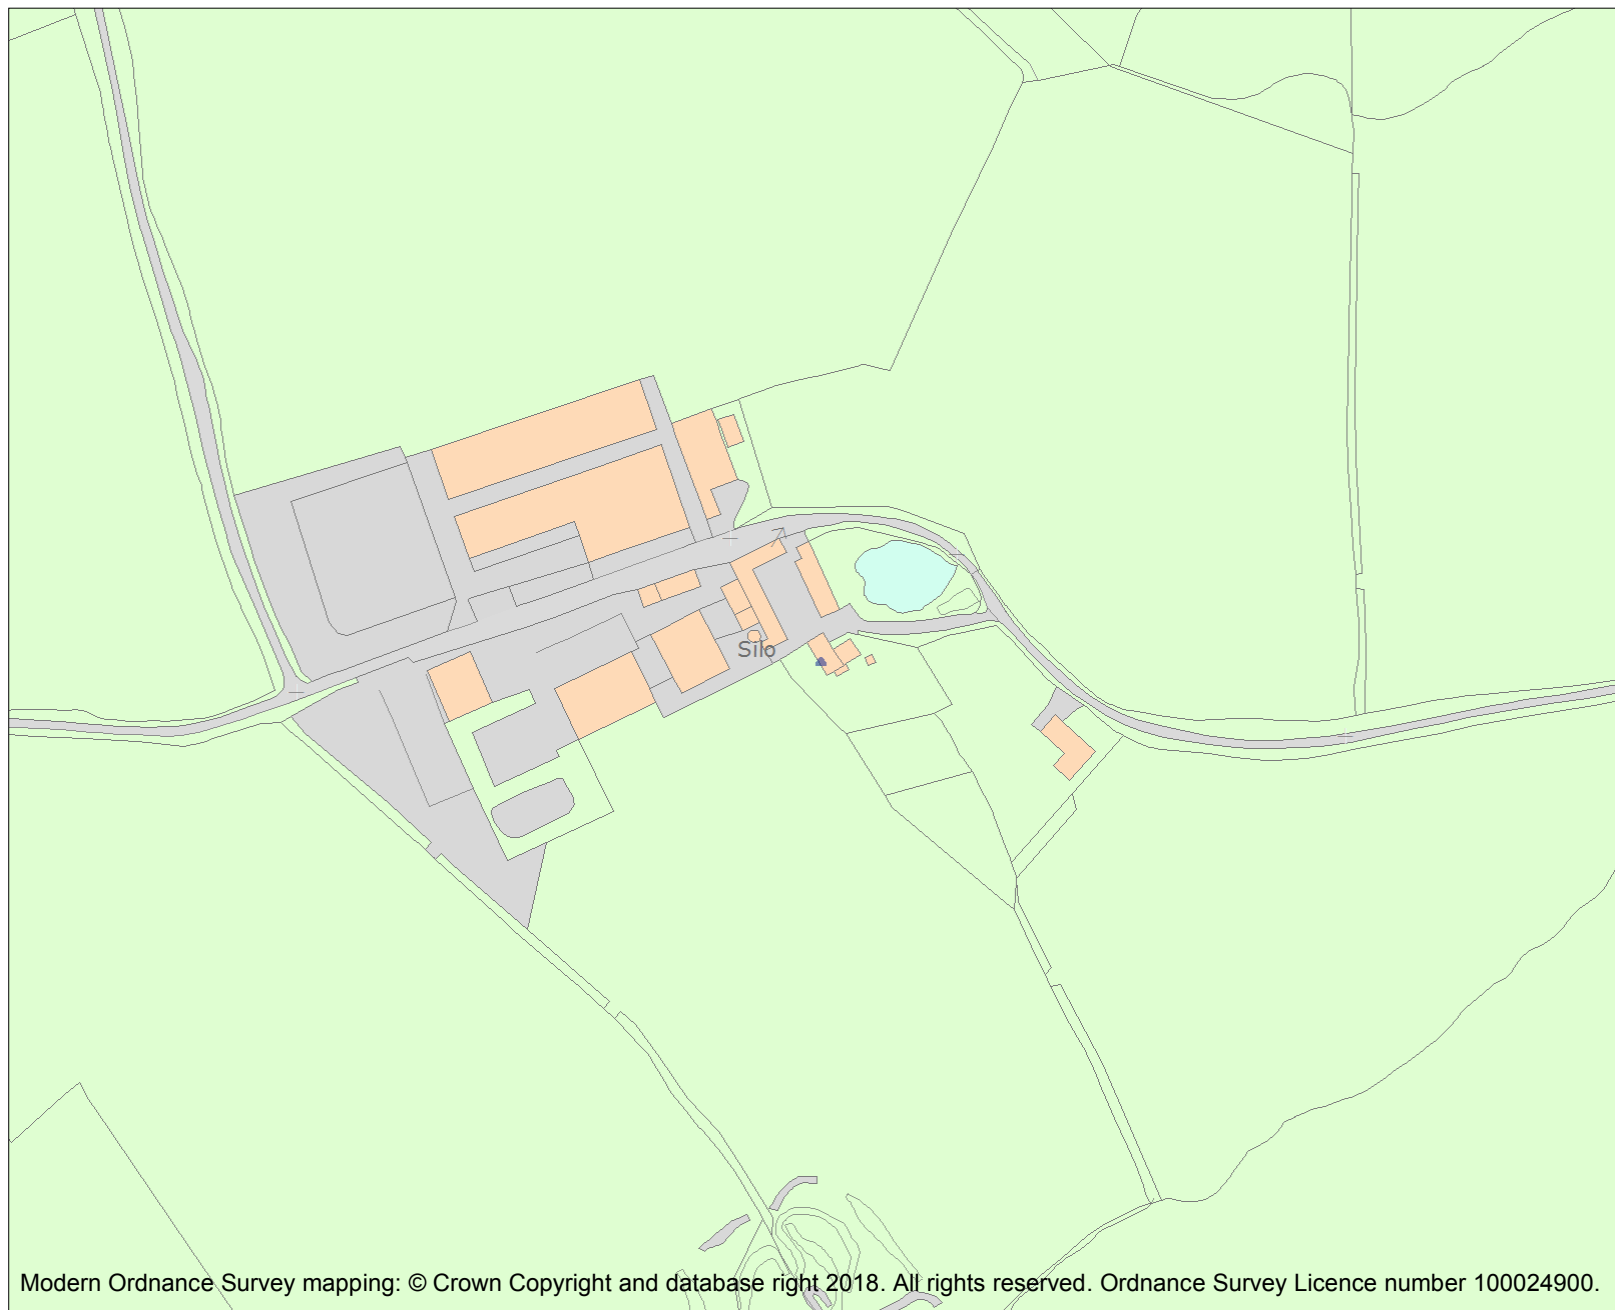 Silo
Modern Ordnance Survey mapping: © Crown Copyright and database right 2018. All rights reserved. Ordnance Survey Licence number 100024900.